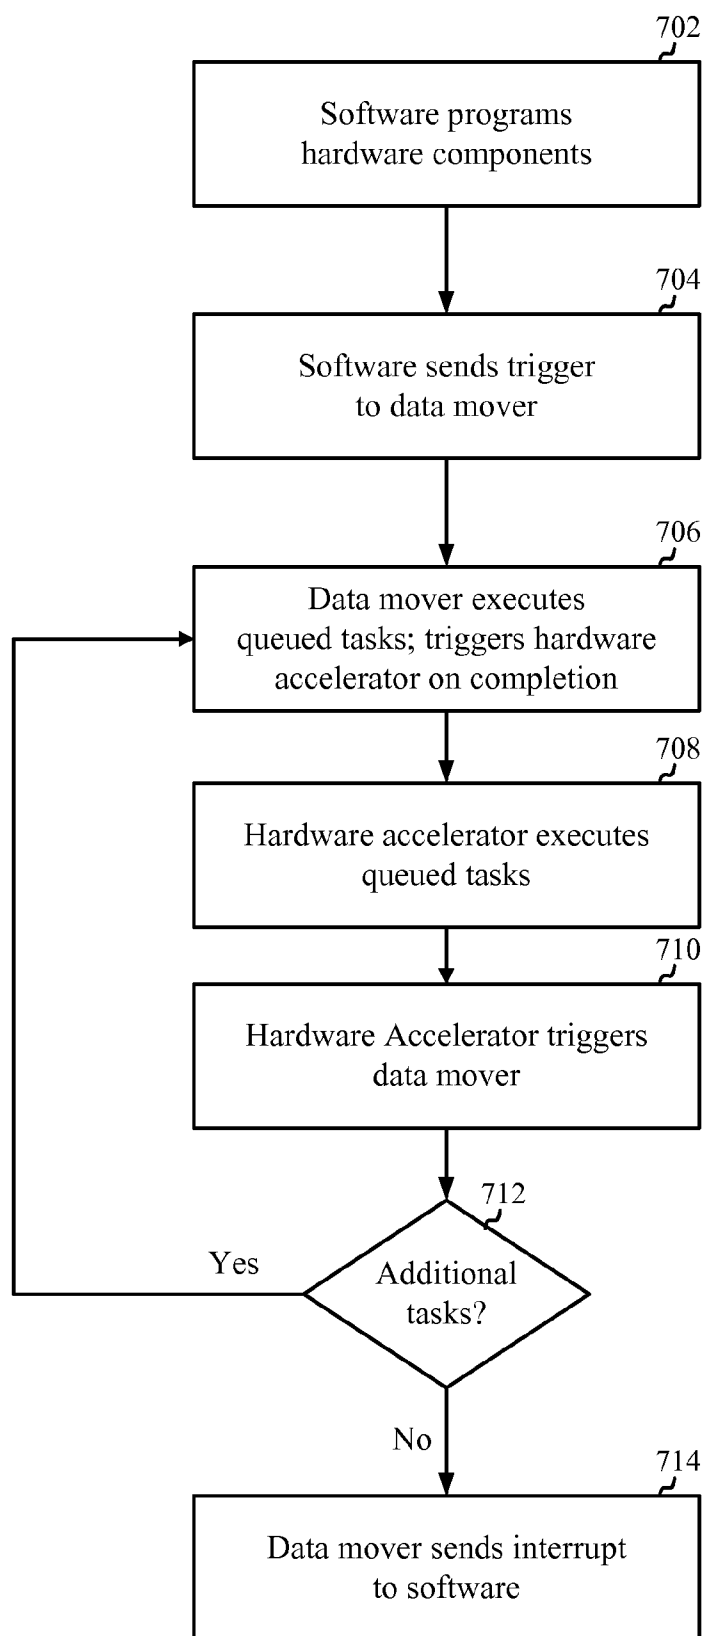 702
Software programs
hardware components
704
Software sends trigger
to data mover
706
Data mover executes
queued tasks; triggers hardware
accelerator on completion
708
Hardware accelerator executes
queued tasks
710
Hardware Accelerator triggers
data mover
712
Additional
tasks?
Yes
No
714
Data mover sends interrupt
to software